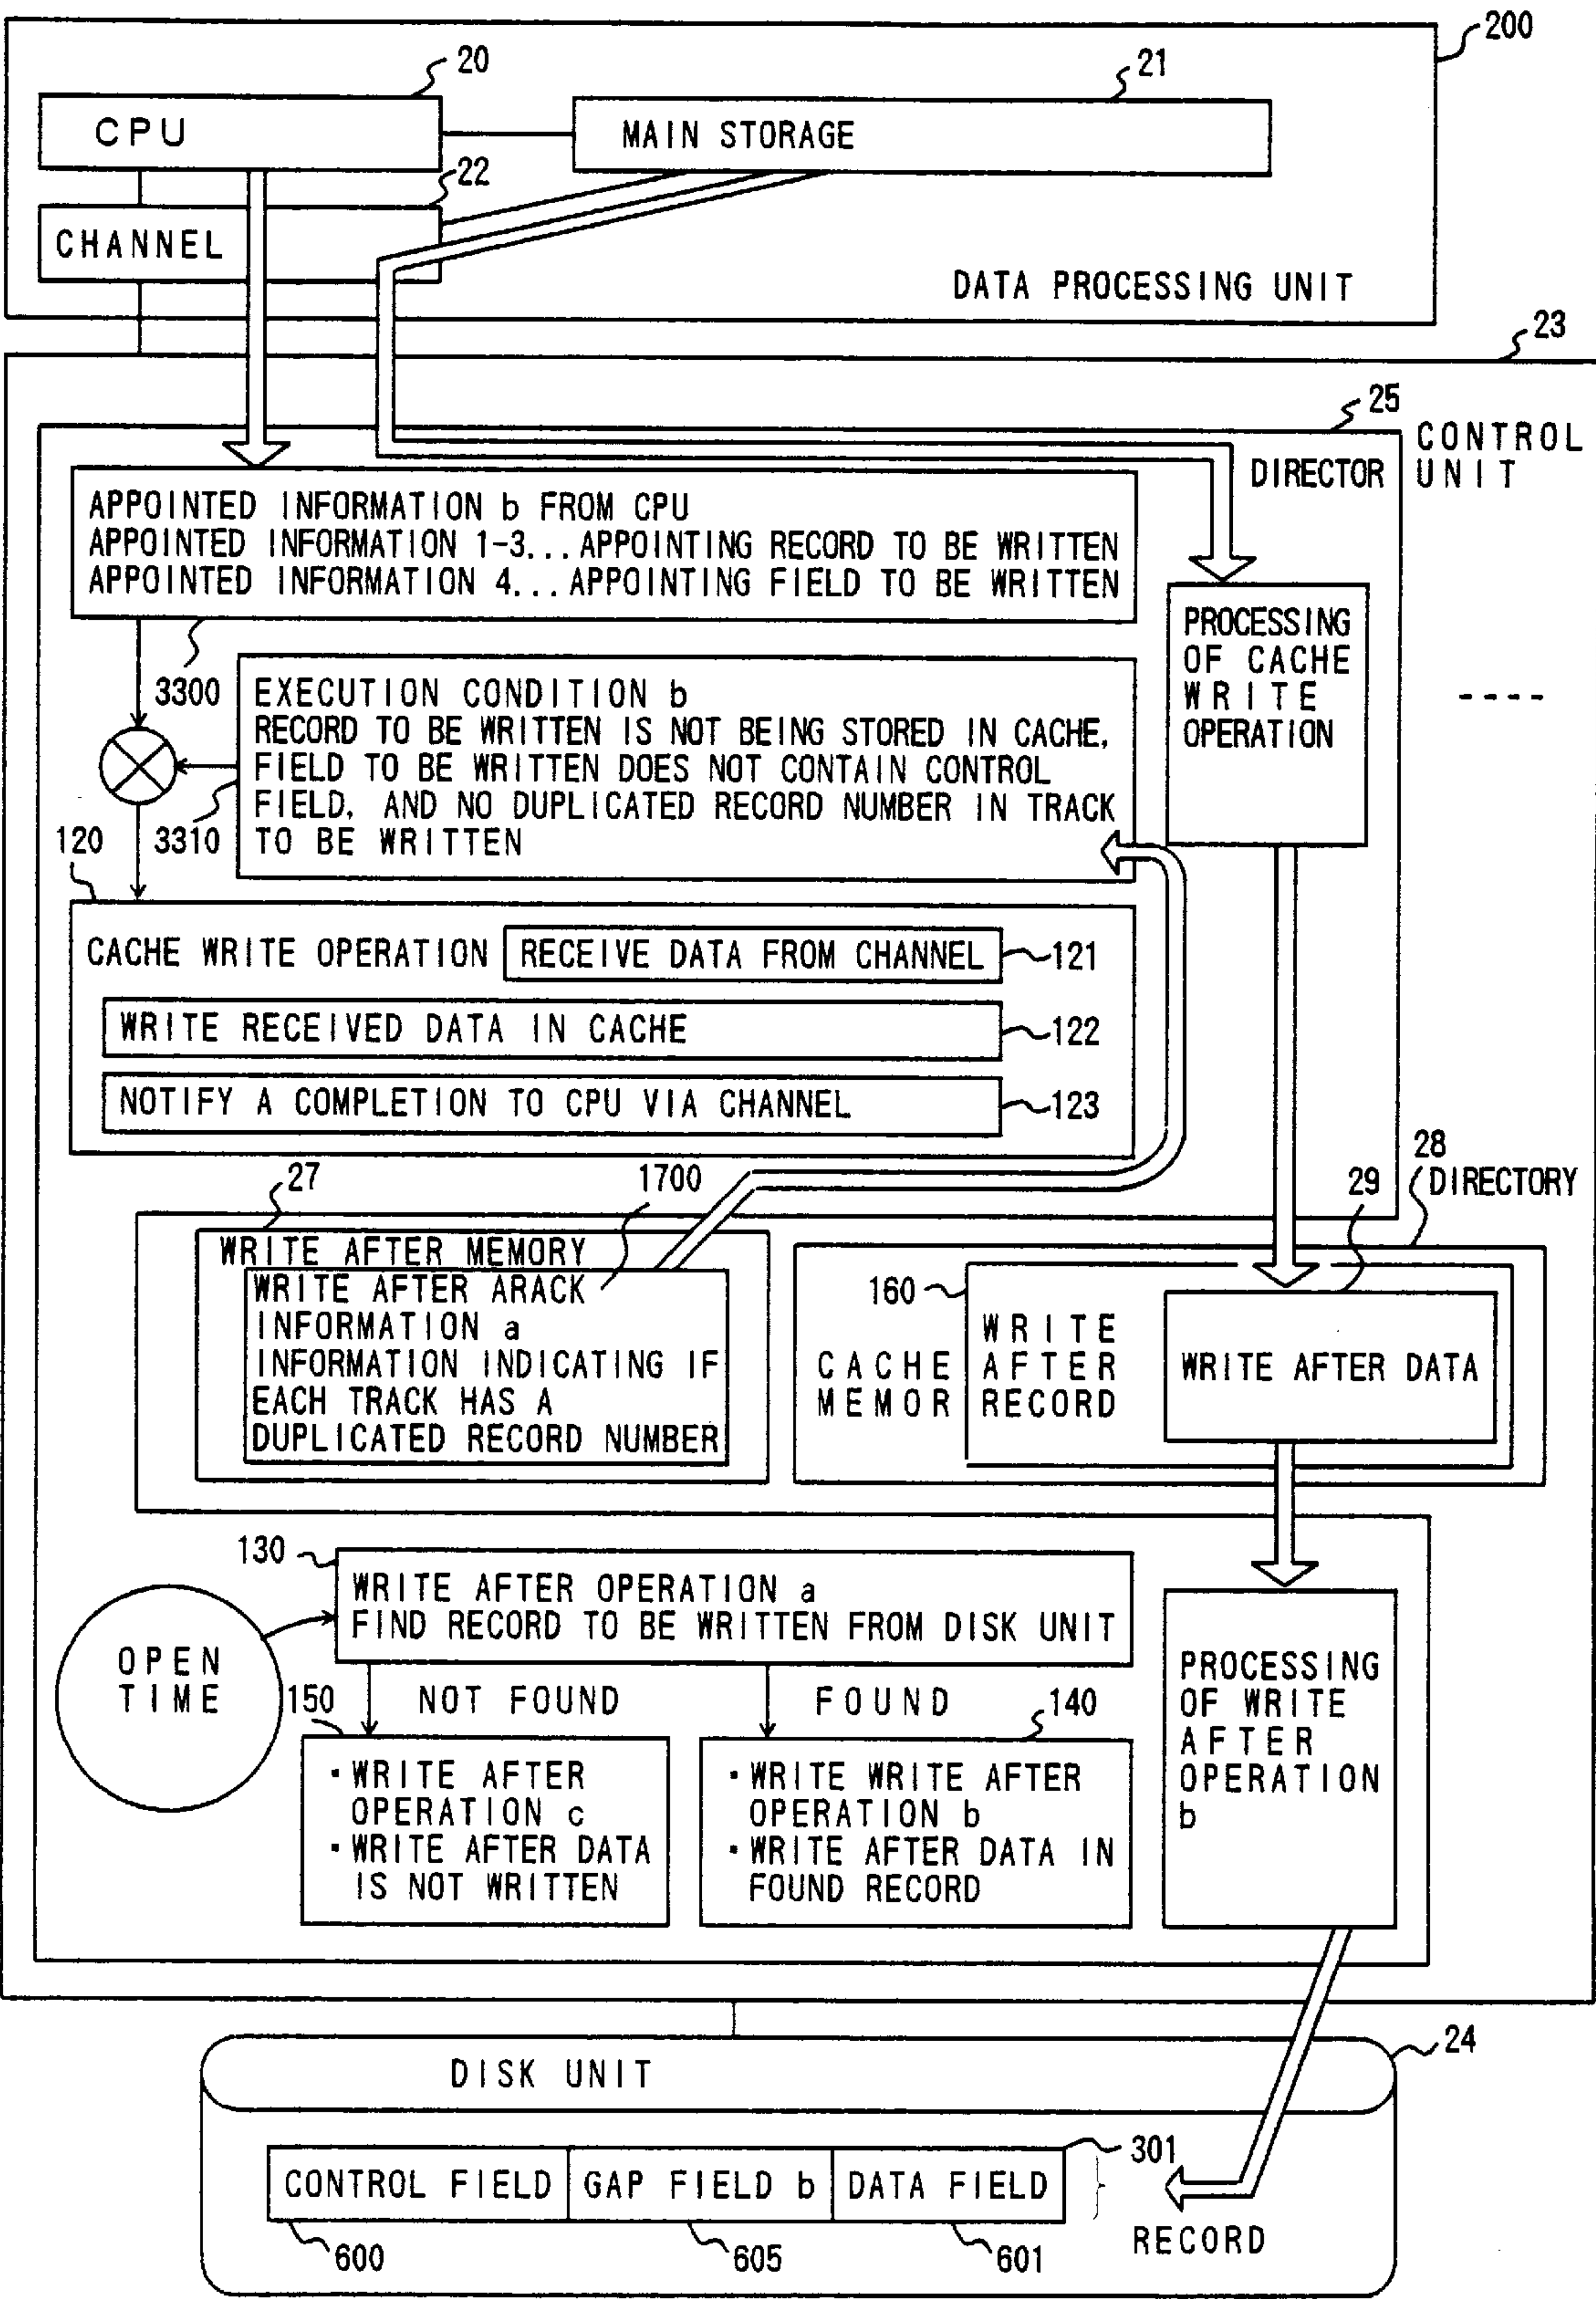 200
20
21
CPU
MAIN STORAGE
22
CHANNEL
DATA PROCESSING UNIT
23
25
CONTROL
UNIT
DIRECTOR
APPOINTED INFORMATION b FROM CPU
APPOINTED INFORMATION 1-3... APPOINTING RECORD TO BE WRITTEN
APPOINTED INFORMATION 4... APPOINTING FIELD TO BE WRITTEN
PROCESSING
OF CACHE
WRITE
OPERATION
----
3300
EXECUTION CONDITION b
RECORD TO BE WRITTEN IS NOT BEING STORED IN CACHE,
FIELD TO BE WRITTEN DOES NOT CONTAIN CONTROL
FIELD, AND NO DUPLICATED RECORD NUMBER IN TRACK
TO BE WRITTEN
3310
120
CACHE WRITE OPERATION
RECEIVE DATA FROM CHANNEL
121
WRITE RECEIVED DATA IN CACHE
122
NOTIFY A COMPLETION TO CPU VIA CHANNEL
123
27
1700
28
DIRECTORY
29
WRITE AFTER MEMORY
WRITE AFTER ARACK
INFORMATION a
INFORMATION INDICATING IF
EACH TRACK HAS A
DUPLICATED RECORD NUMBER
160
CACHE
MEMOR
WRITE
AFTER
RECORD
WRITE AFTER DATA
130
WRITE AFTER OPERATION a
FIND RECORD TO BE WRITTEN FROM DISK UNIT
OPEN
TIME
150
NOT FOUND
FOUND
140
· WRITE AFTER
OPERATION c
· WRITE AFTER DATA
IS NOT WRITTEN
· WRITE WRITE AFTER
OPERATION b
· WRITE AFTER DATA IN
FOUND RECORD
PROCESSING
OF WRITE
AFTER
OPERATION
b
24
DISK UNIT
301
CONTROL FIELD
GAP FIELD b
DATA FIELD
RECORD
600
605
601